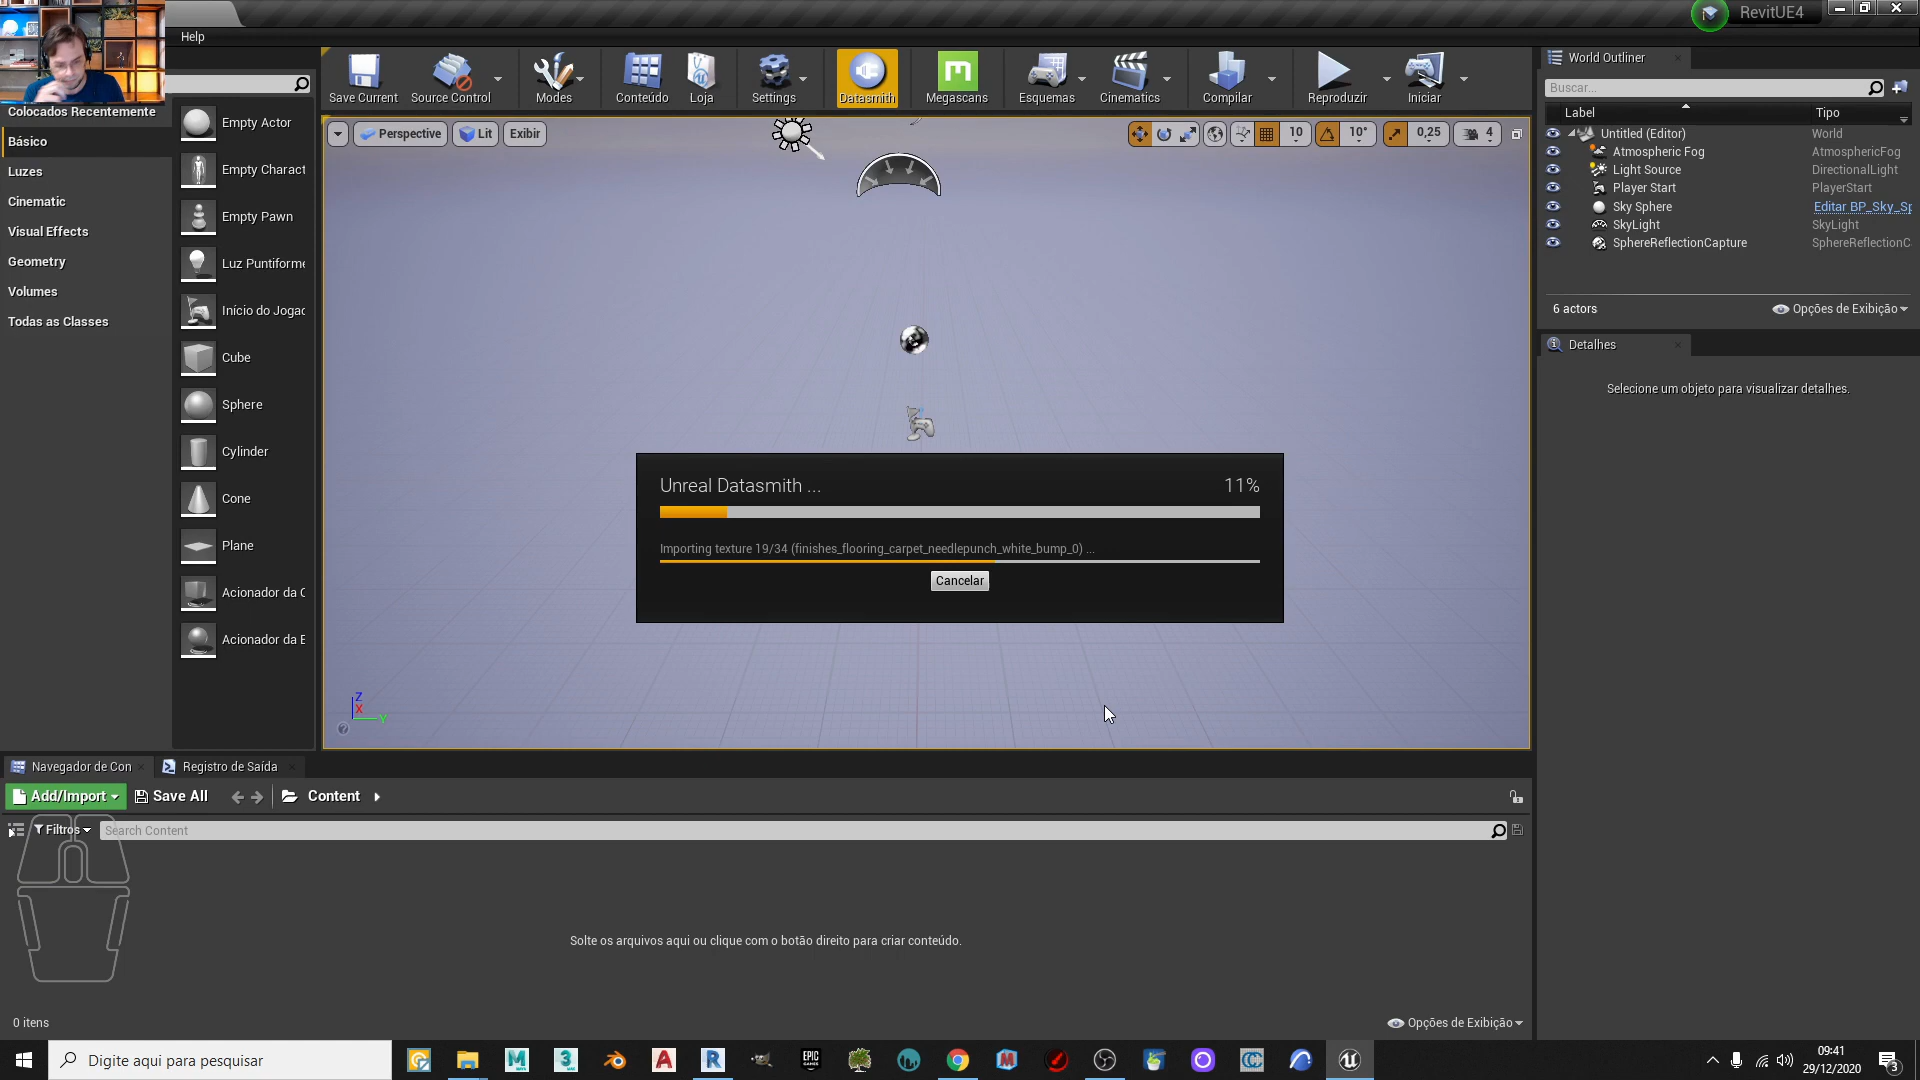 RevitUE4
Help
Save Current
Source Control
Modes
Conteúdo
Loja
Settings
Datasmith
Megascans
Esquemas
Cinematics
Compilar
Reproduzir
Iniciar
World Outliner
Buscar...
Label
Tipo
Untitled (Editor)
World
Atmospheric Fog
AtmosphericFog
Light Source
DirectionalLight
Player Start
PlayerStart
Sky Sphere
Editar BP_Sky_Sp
SkyLight
SkyLight
SphereReflectionCapture
SphereReflectionC
6 actors
Opções de Exibição
Detalhes
Selecione um objeto para visualizar detalhes.
Colocados Recentemente
Básico
Luzes
Cinematic
Visual Effects
Geometry
Volumes
Todas as Classes
Empty Actor
Empty Charact
Empty Pawn
Luz Puntiforme
Início do Jogad
Cube
Sphere
Cylinder
Cone
Plane
Acionador da C
Acionador da E
Perspective
Lit
Exibir
10
10°
0,25
4
Unreal Datasmith ...
11%
Importing texture 19/34 (finishes_flooring_carpet_needlepunch_white_bump_0) ...
Cancelar
Z
X
Y
Navegador de Con
Registro de Saída
Add/Import
Save All
Content
Filtros
Search Content
Solte os arquivos aqui ou clique com o botão direito para criar conteúdo.
0 itens
Opções de Exibição
Digite aqui para pesquisar
09:41
29/12/2020
3